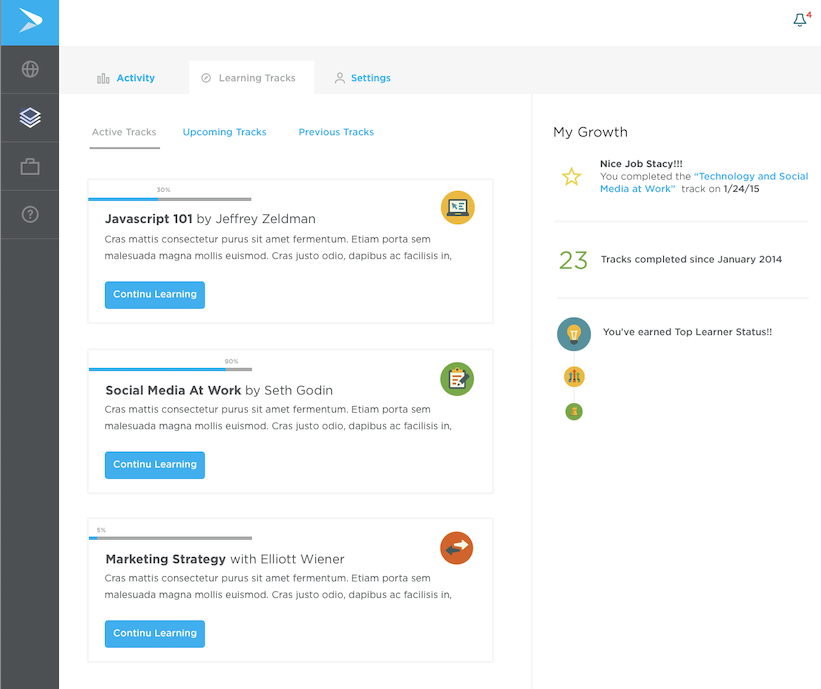 4
Activity
Learning Tracks
Settings
Active Tracks
Upcoming Tracks
Previous Tracks
30%
Javascript 101 by Jeffrey Zeldman
Cras mattis consectetur purus sit amet fermentum. Etiam porta sem
malesuada magna mollis euismod. Cras justo odio, dapibus ac facilisis in,
Continu Learning
90%
Social Media At Work by Seth Godin
Cras mattis consectetur purus sit amet fermentum. Etiam porta sem
malesuada magna mollis euismod. Cras justo odio, dapibus ac facilisis in,
Continu Learning
5%
Marketing Strategy with Elliott Wiener
Cras mattis consectetur purus sit amet fermentum. Etiam porta sem
malesuada magna mollis euismod. Cras justo odio, dapibus ac facilisis in,
Continu Learning
My Growth
Nice Job Stacy!!!
You completed the “Technology and Social
Media at Work” track on 1/24/15
23 Tracks completed since January 2014
You’ve earned Top Learner Status!!